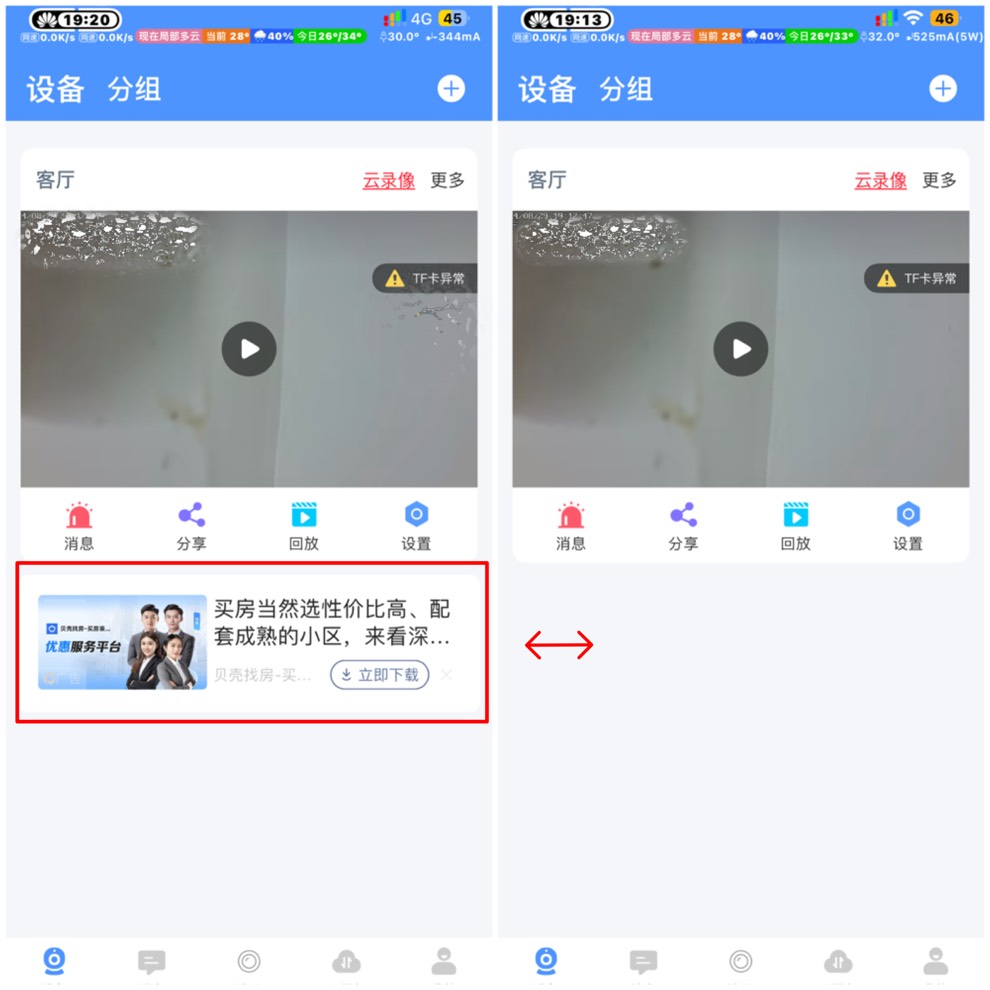 19:20
4G 45
网速 0.0K/s 网速 0.0K/s 现在局部多云 当前 28° 40% 今日26°/34° 30.0° -344mA
设备 分组
客厅
云录像 更多
TF卡异常
消息 分享 回放 设置
贝壳找房-买房装...
优惠服务平台
广告
买房当然选性价比高、配
套成熟的小区，来看深...
贝壳找房-买... 立即下载
19:13
46
网速 0.0K/s 网速 0.0K/s 现在局部多云 当前 28° 40% 今日26°/33° 32.0° 525mA(5W)
设备 分组
客厅
云录像 更多
4/08/29 19:12:47
TF卡异常
消息 分享 回放 设置